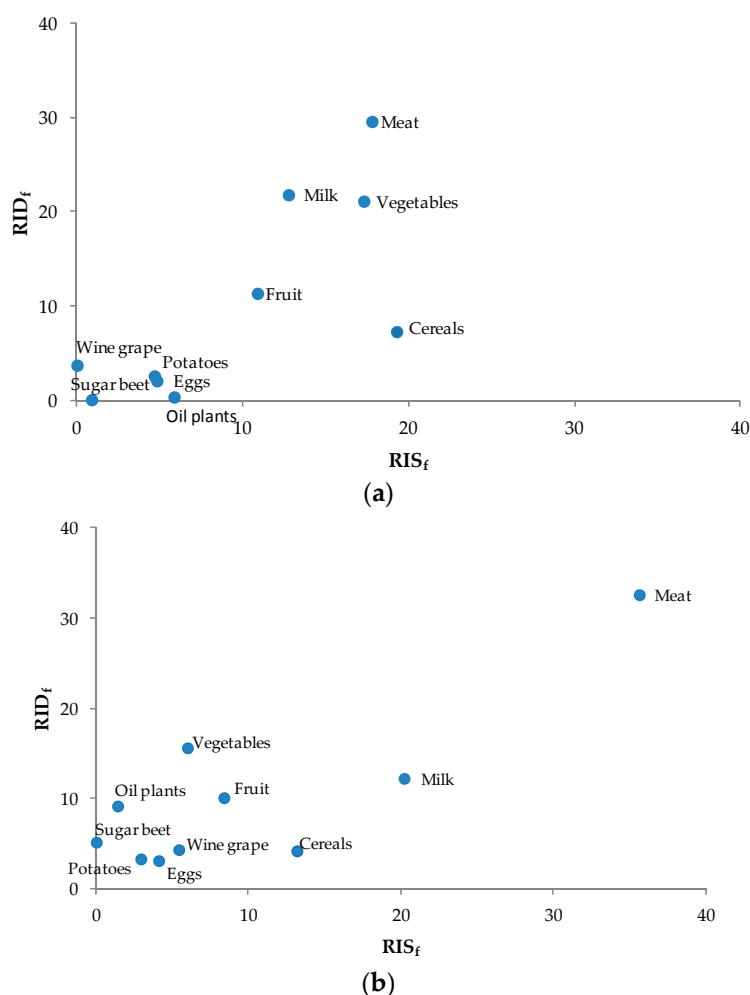 40
30
20
10
0
RIDf
Meat
Milk
Vegetables
Fruit
Cereals
Wine grape
Potatoes
Sugar beet
Eggs
Oil plants
0
10
20
30
40
RISf
(a)
40
30
20
10
0
RIDf
Meat
Vegetables
Milk
Oil plants
Fruit
Sugar beet
Wine grape
Cereals
Potatoes
Eggs
0
10
20
30
40
RISf
(b)